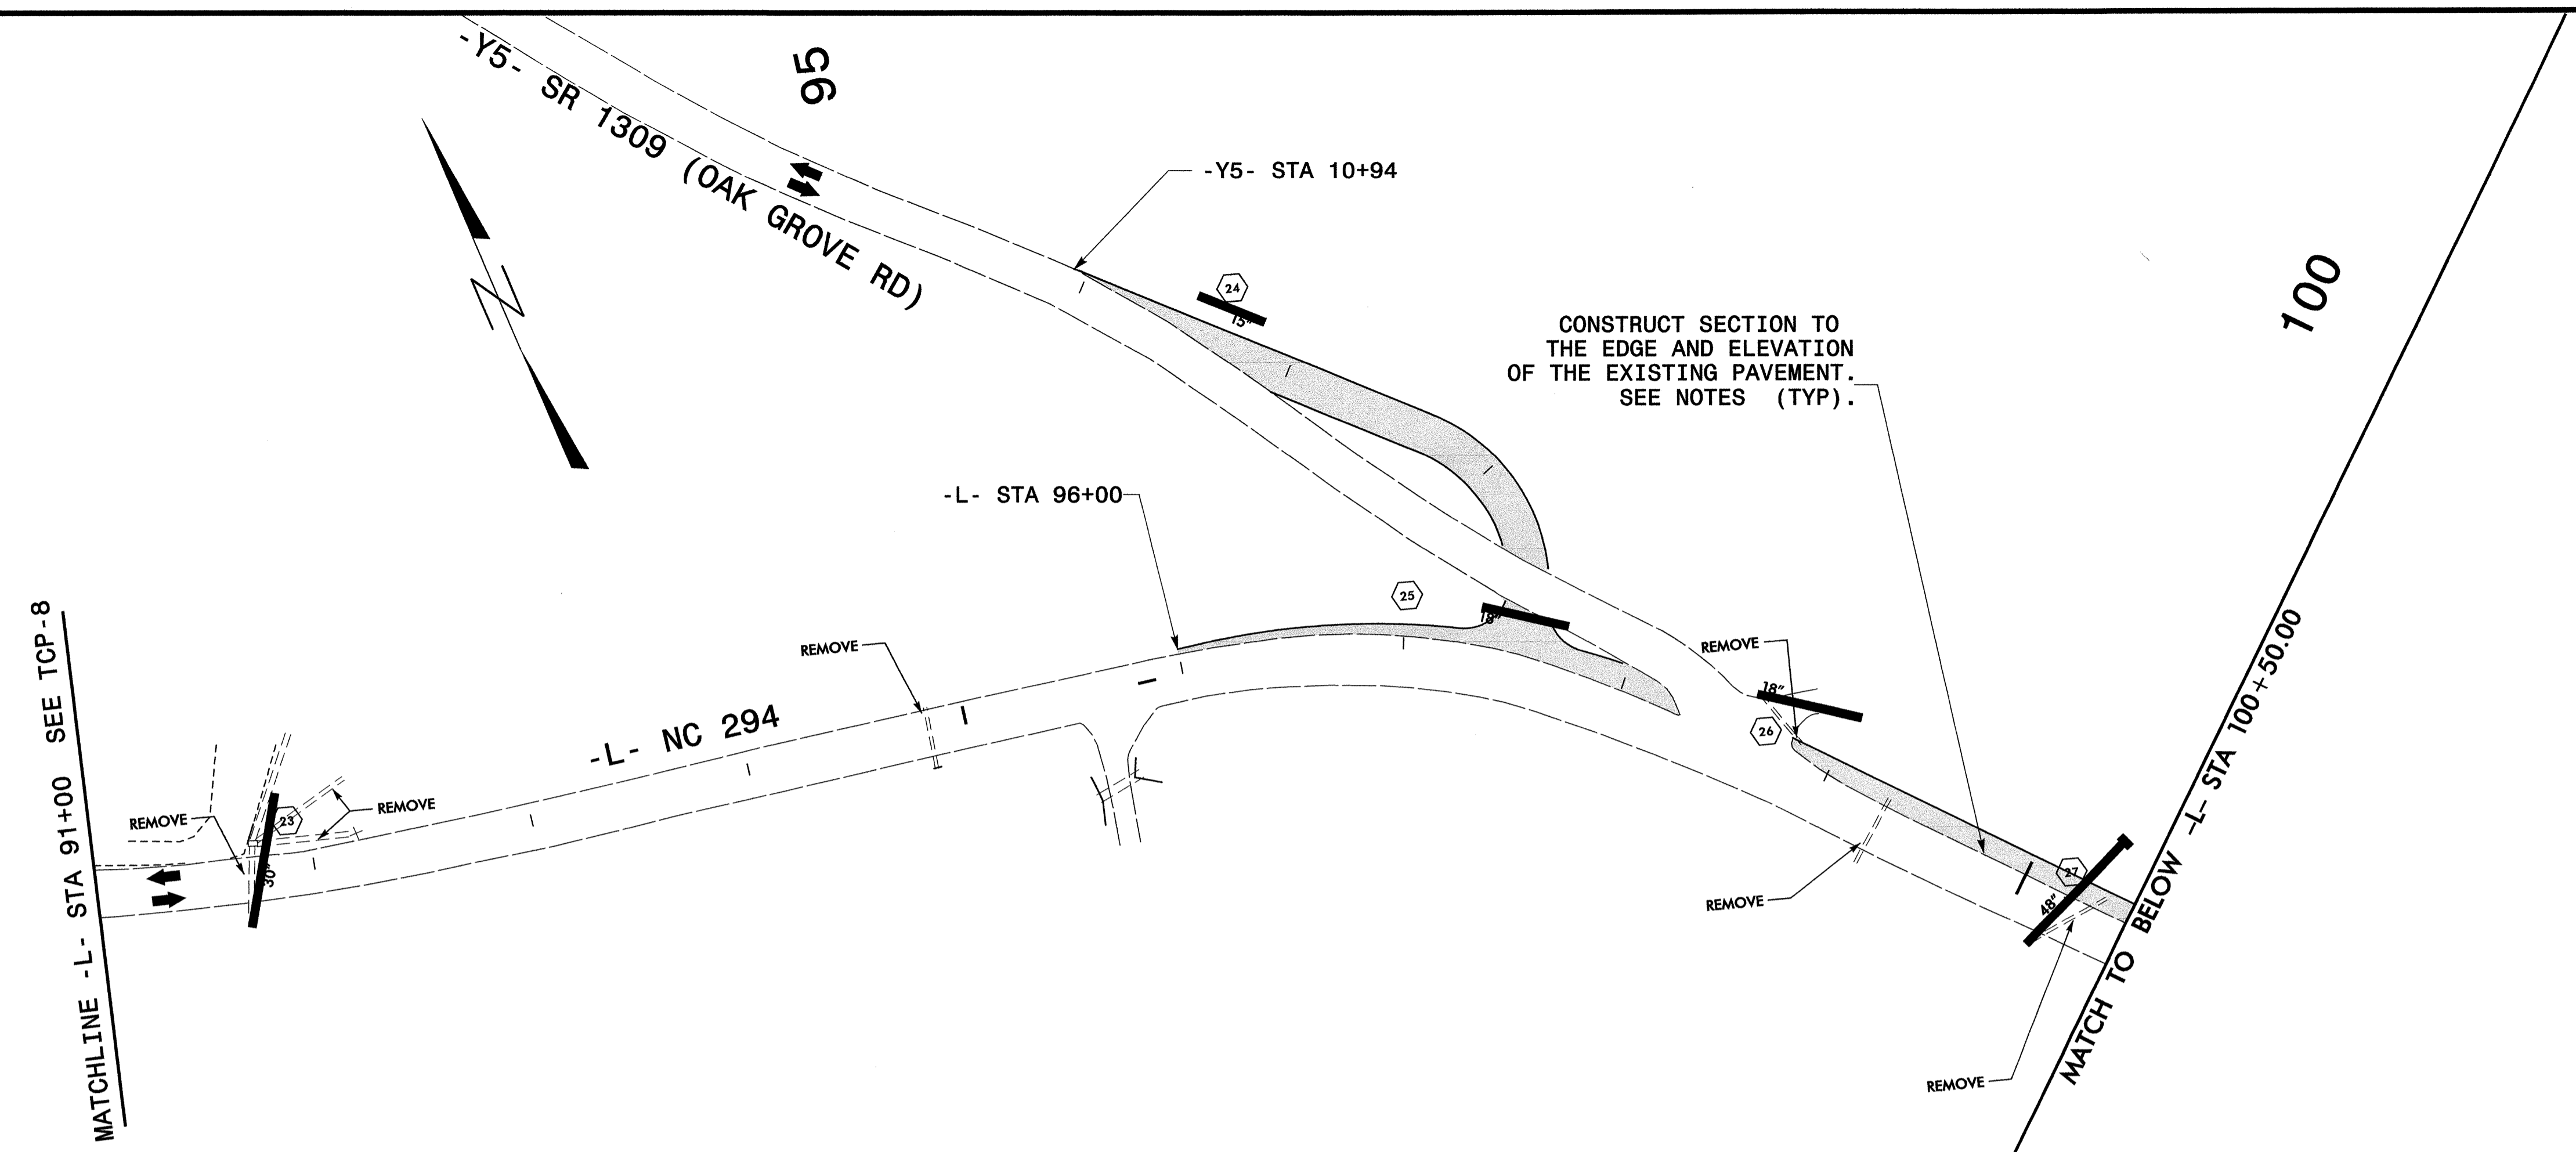 95
-Y5- SR 1309 (OAK GROVE RD)
-Y5- STA 10+94
24
15"
100
CONSTRUCT SECTION TO
THE EDGE AND ELEVATION
OF THE EXISTING PAVEMENT.
SEE NOTES (TYP).
N
-L- STA 96+00
25
18"
REMOVE
REMOVE
18"
26
-L- NC 294
MATCHLINE -L- STA 91+00 SEE TCP-8
REMOVE
23
REMOVE
30"
REMOVE
27
48"
REMOVE
MATCH TO BELOW -L- STA 100+50.00